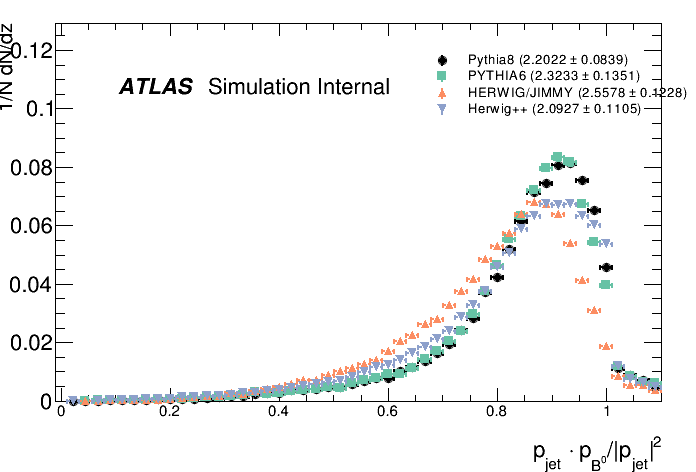 1/N dN/dz
0.12
0.1
0.08
0.06
0.04
0.02
0
ATLAS Simulation Internal
Pythia8 (2.2022 ± 0.0839)
PYTHIA6 (2.3233 ± 0.1351)
HERWIG/JIMMY (2.5578 ± 0.1228)
Herwig++ (2.0927 ± 0.1105)
0 0.2 0.4 0.6 0.8 1
p_jet · p_B⁰/|p_jet|²